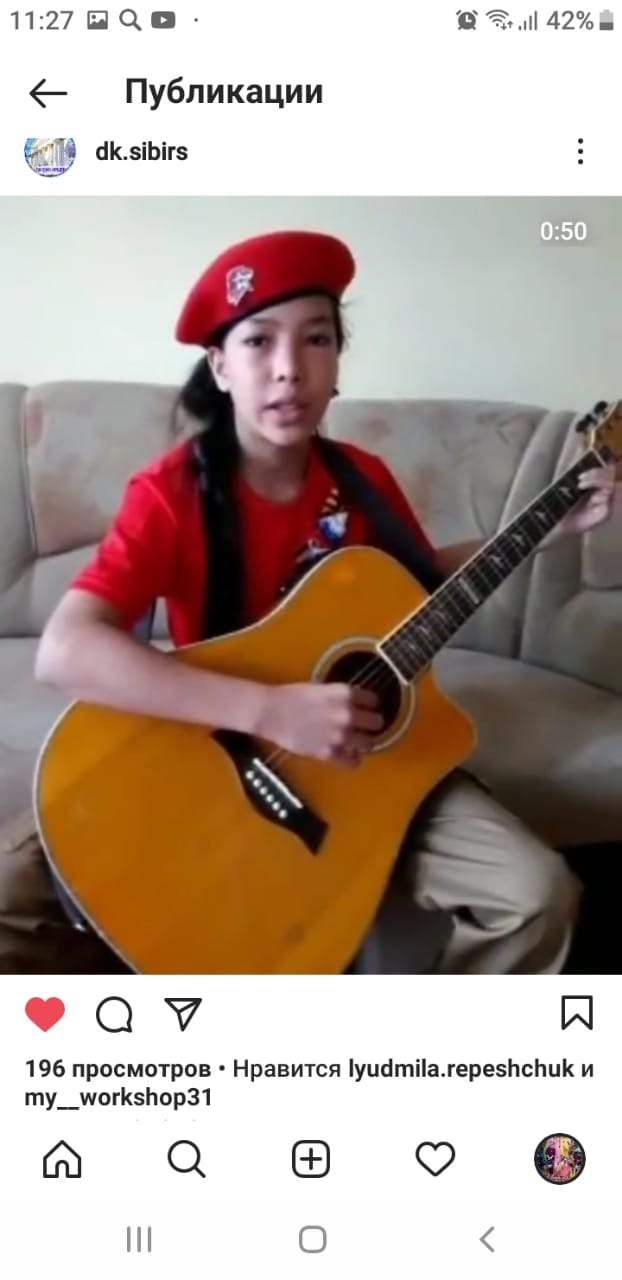 11:27 42%
Публикации
dk.sibirs
0:50
196 просмотров • Нравится lyudmila.repeshchuk и
my__workshop31